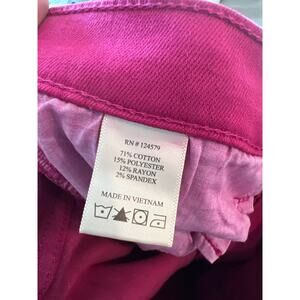 RN # 124579
71% COTTON
15% POLYESTER
12% RAYON
2% SPANDEX
MADE IN VIETNAM